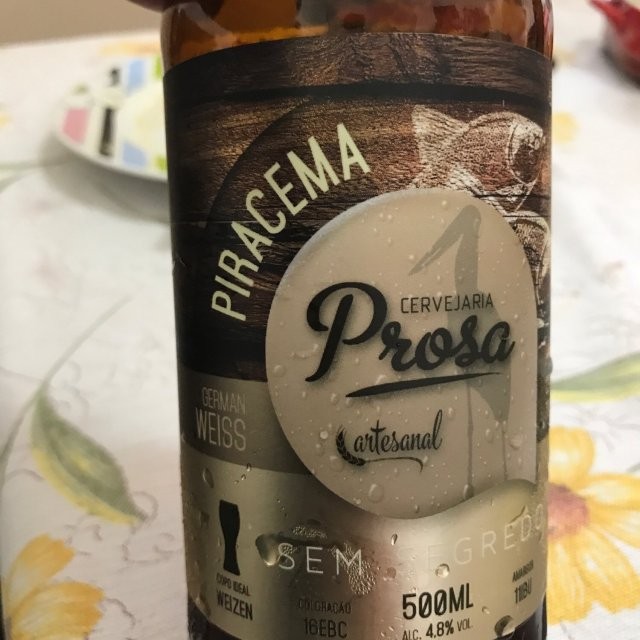 PIRACEMA
CERVEJARIA
Prosa
artesanal
GERMAN
WEISS
SEM SEGREDO
COPO IDEAL
WEIZEN
COLORAÇÃO
16EBC
500ML
ALC. 4.8% VOL
AMARGOR
11IBU